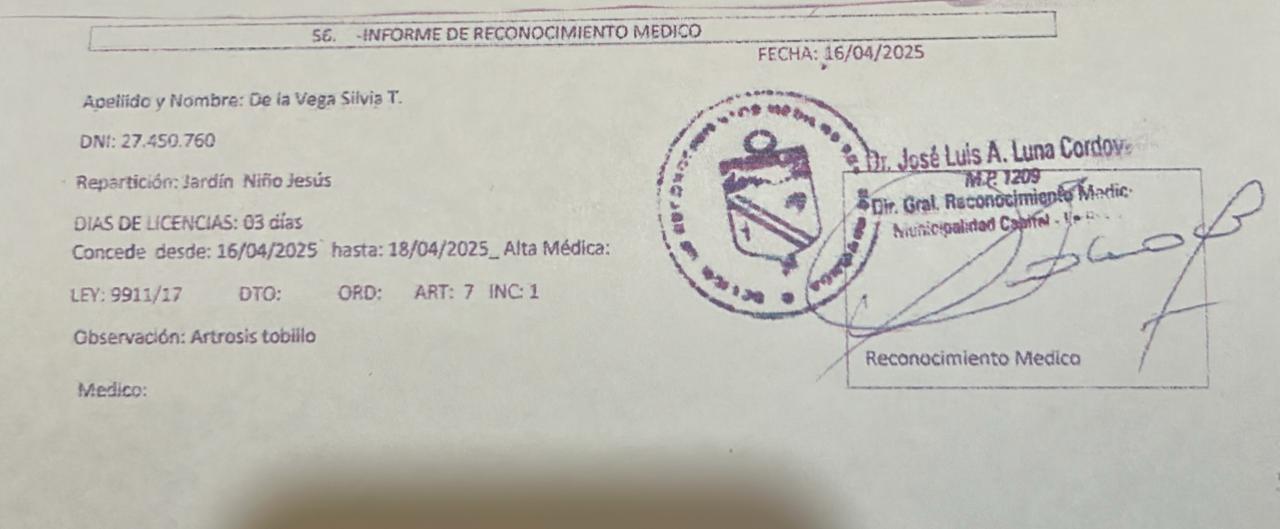 56. -INFORME DE RECONOCIMIENTO MEDICO
FECHA: 16/04/2025
Apellido y Nombre: De la Vega Silvia T.
DNI: 27.450.760
Repartición: Jardín Niño Jesús
DIAS DE LICENCIAS: 03 días
Concede desde: 16/04/2025 hasta: 18/04/2025_ Alta Médica:
LEY: 9911/17 DTO: ORD: ART: 7 INC: 1
Observación: Artrosis tobillo
Medico:
Dr. José Luis A. Luna Cordov
M.P. 1209
Dir. Gral. Reconocimiento Medic
Municipalidad Capital
Reconocimiento Medico